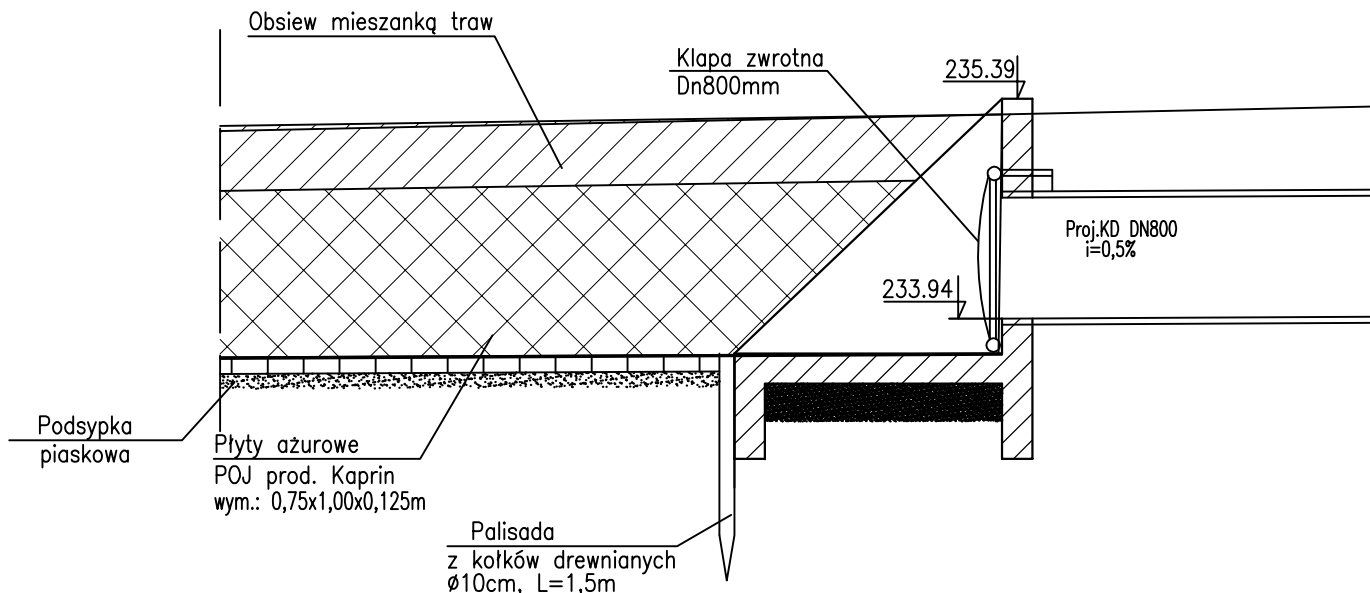 Obsiew mieszanką traw
Klapa zwrotna
Dn800mm
235.39
Proj.KD DN800
i=0,5%
233.94
Podsypka
piaskowa
Płyty ażurowe
POJ prod. Kaprin
wym.: 0,75x1,00x0,125m
Palisada
z kołków drewnianych
Ø10cm, L=1,5m